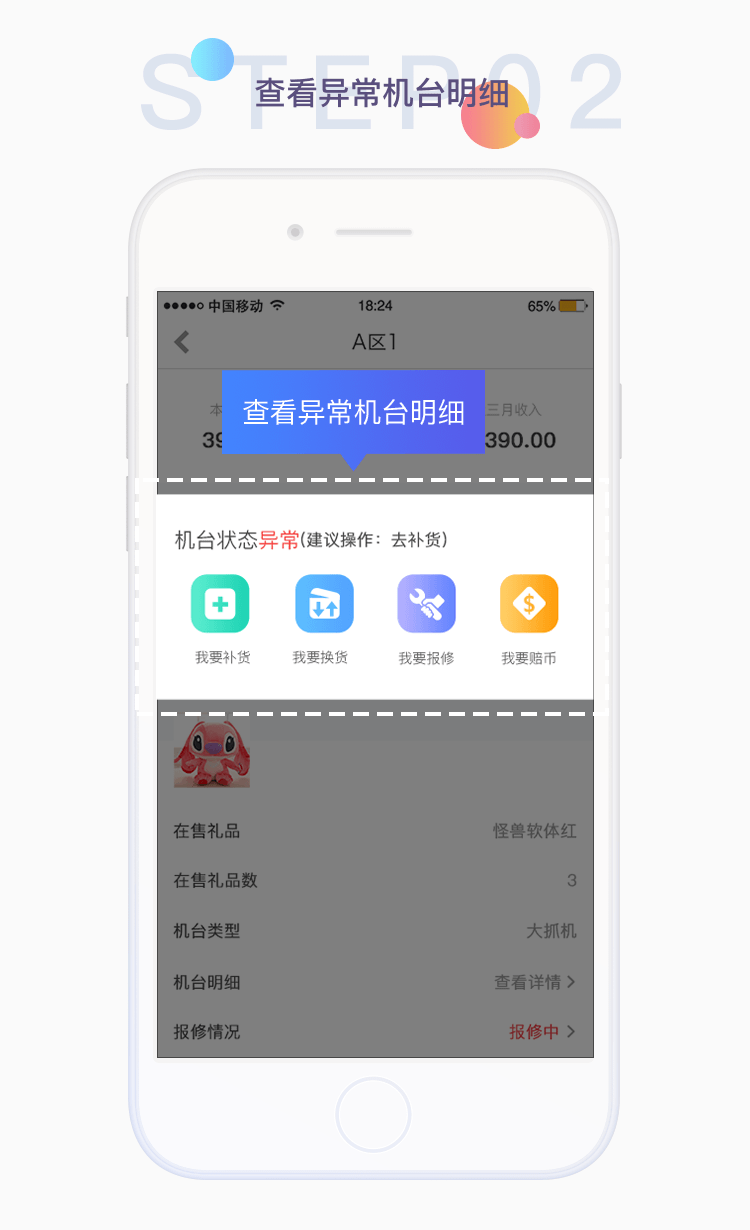 STEP02
查看异常机台明细
中国移动 18:24 65%
A区1
查看异常机台明细
三月收入
390.00
机台状态异常(建议操作：去补货)
我要补货 我要换货 我要报修 我要赔币
在售礼品 怪兽软体红
在售礼品数 3
机台类型 大抓机
机台明细 查看详情
报修情况 报修中